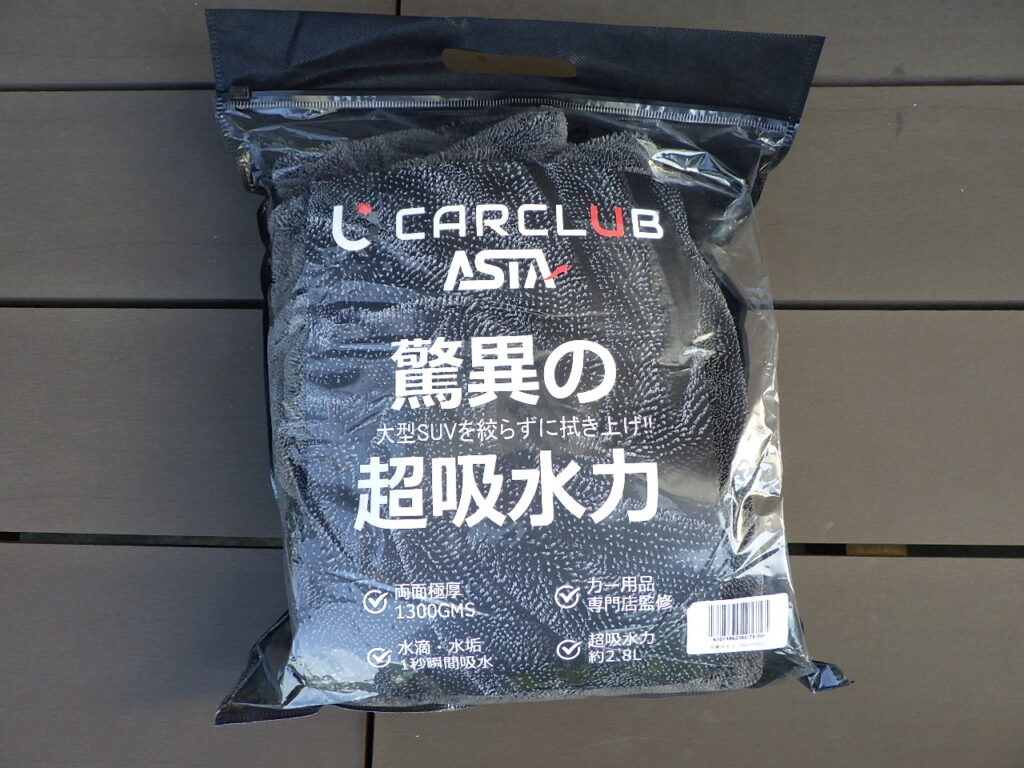 CARCLUB
ASTA
驚異の
大型SUVを絞らずに拭き上げ!!
超吸水力
両面極厚
1300GMS
カー用品
専門店監修
水滴・水垢
1秒瞬間吸水
超吸水力
約2.8L